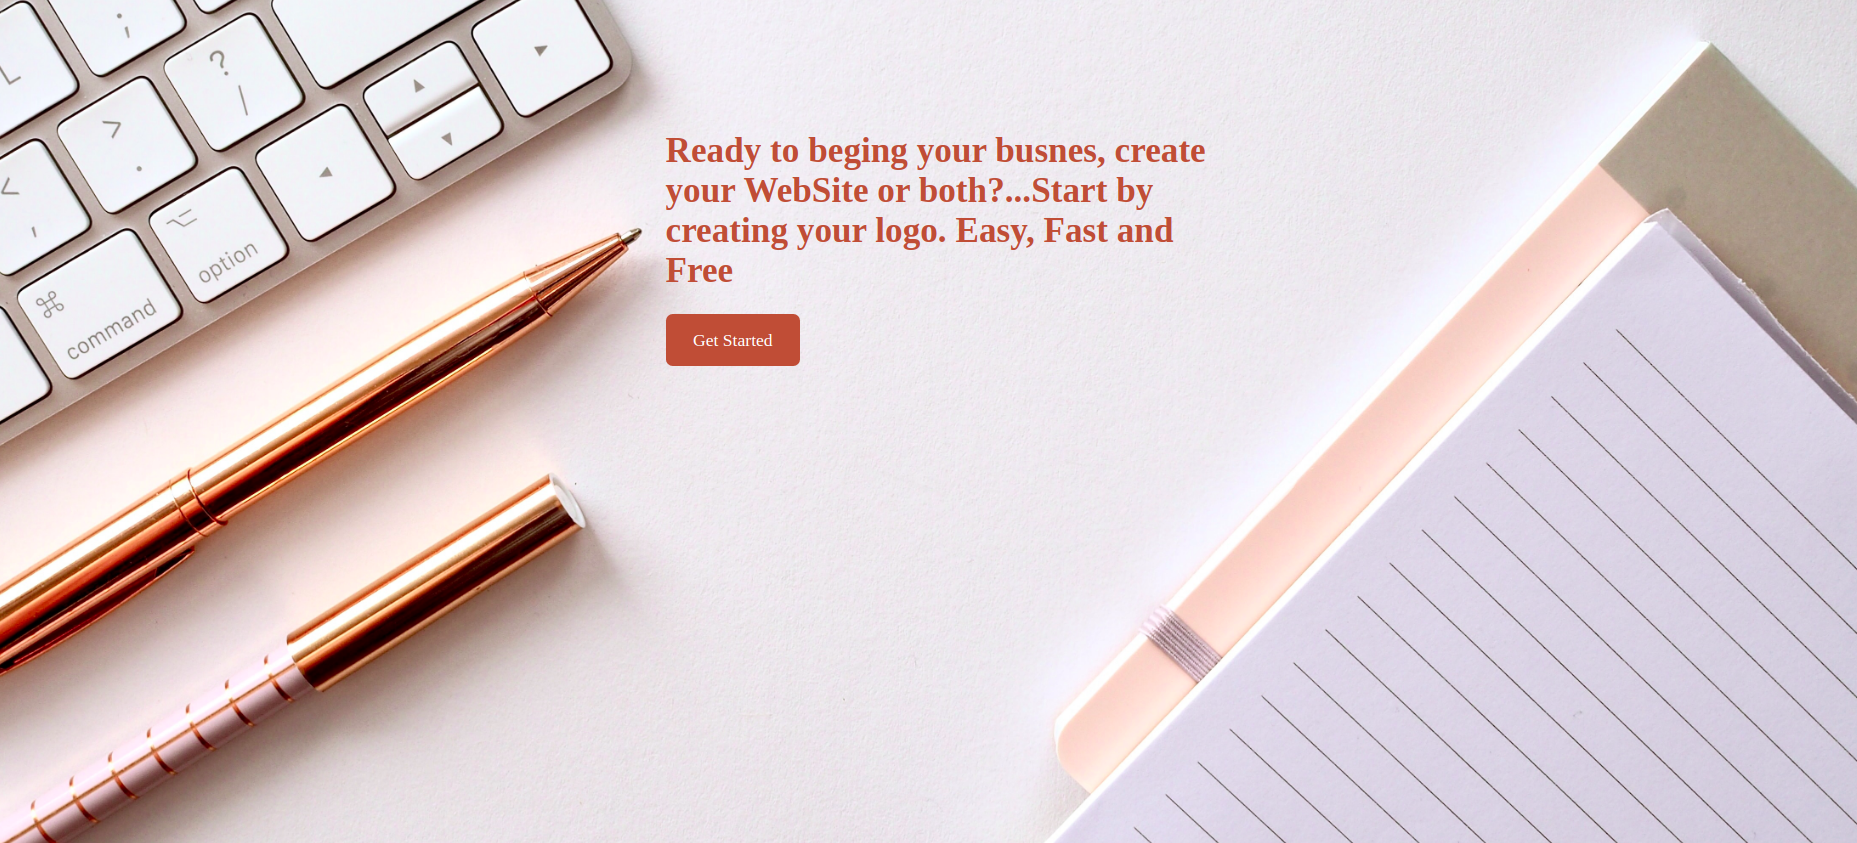 L
;
:
?
/
>
.
<
,
option
command
Ready to beging your busnes, create
your WebSite or both?...Start by
creating your logo. Easy, Fast and
Free
Get Started